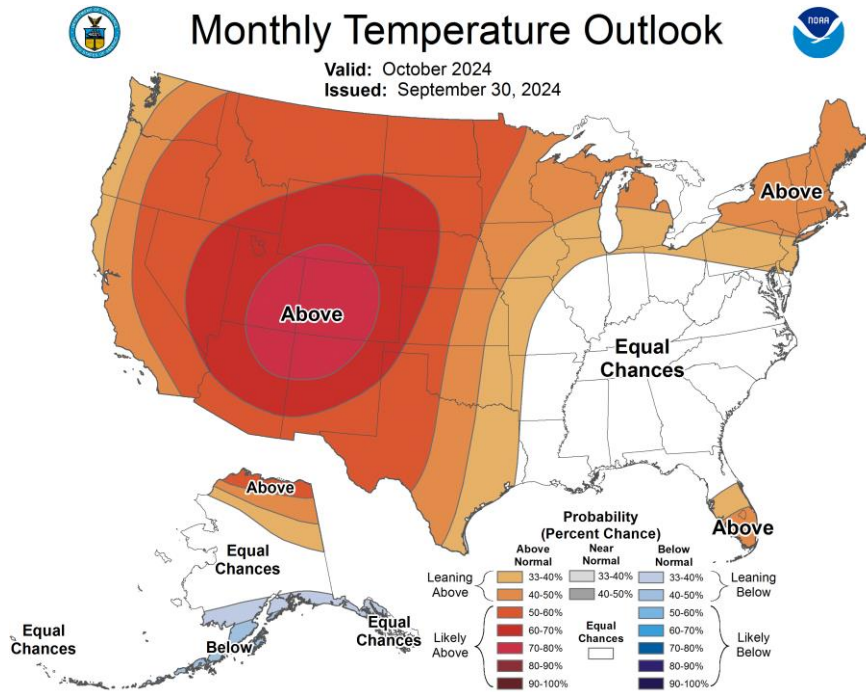 Monthly Temperature Outlook
NOAA
Valid: October 2024
Issued: September 30, 2024
Above
Above
Equal
Chances
Above
Above
Equal
Chances
Equal
Chances
Below
Equal
Chances
Probability
(Percent Chance)
Above
Normal
Near
Normal
Below
Normal
Leaning
Above
33-40%
33-40%
33-40%
Leaning
Below
40-50%
40-50%
40-50%
Likely
Above
50-60%
50-60%
Likely
Below
60-70%
Equal
Chances
60-70%
70-80%
70-80%
80-90%
80-90%
90-100%
90-100%